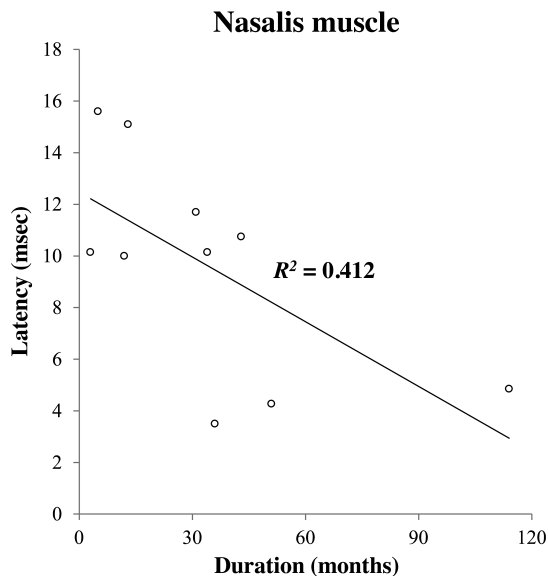 Nasalis muscle
18
16
14
12
10
8
6
4
2
0
Latency (msec)
R² = 0.412
0 30 60 90 120
Duration (months)